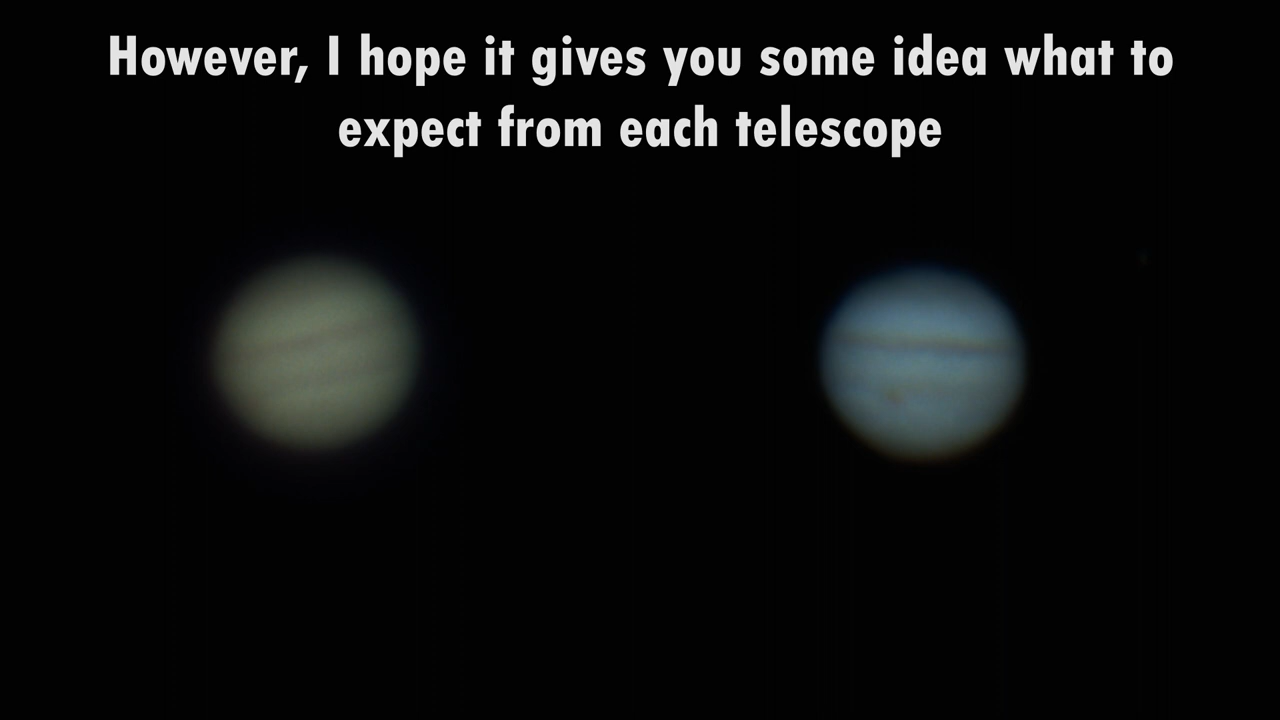 However, I hope it gives you some idea what to
expect from each telescope